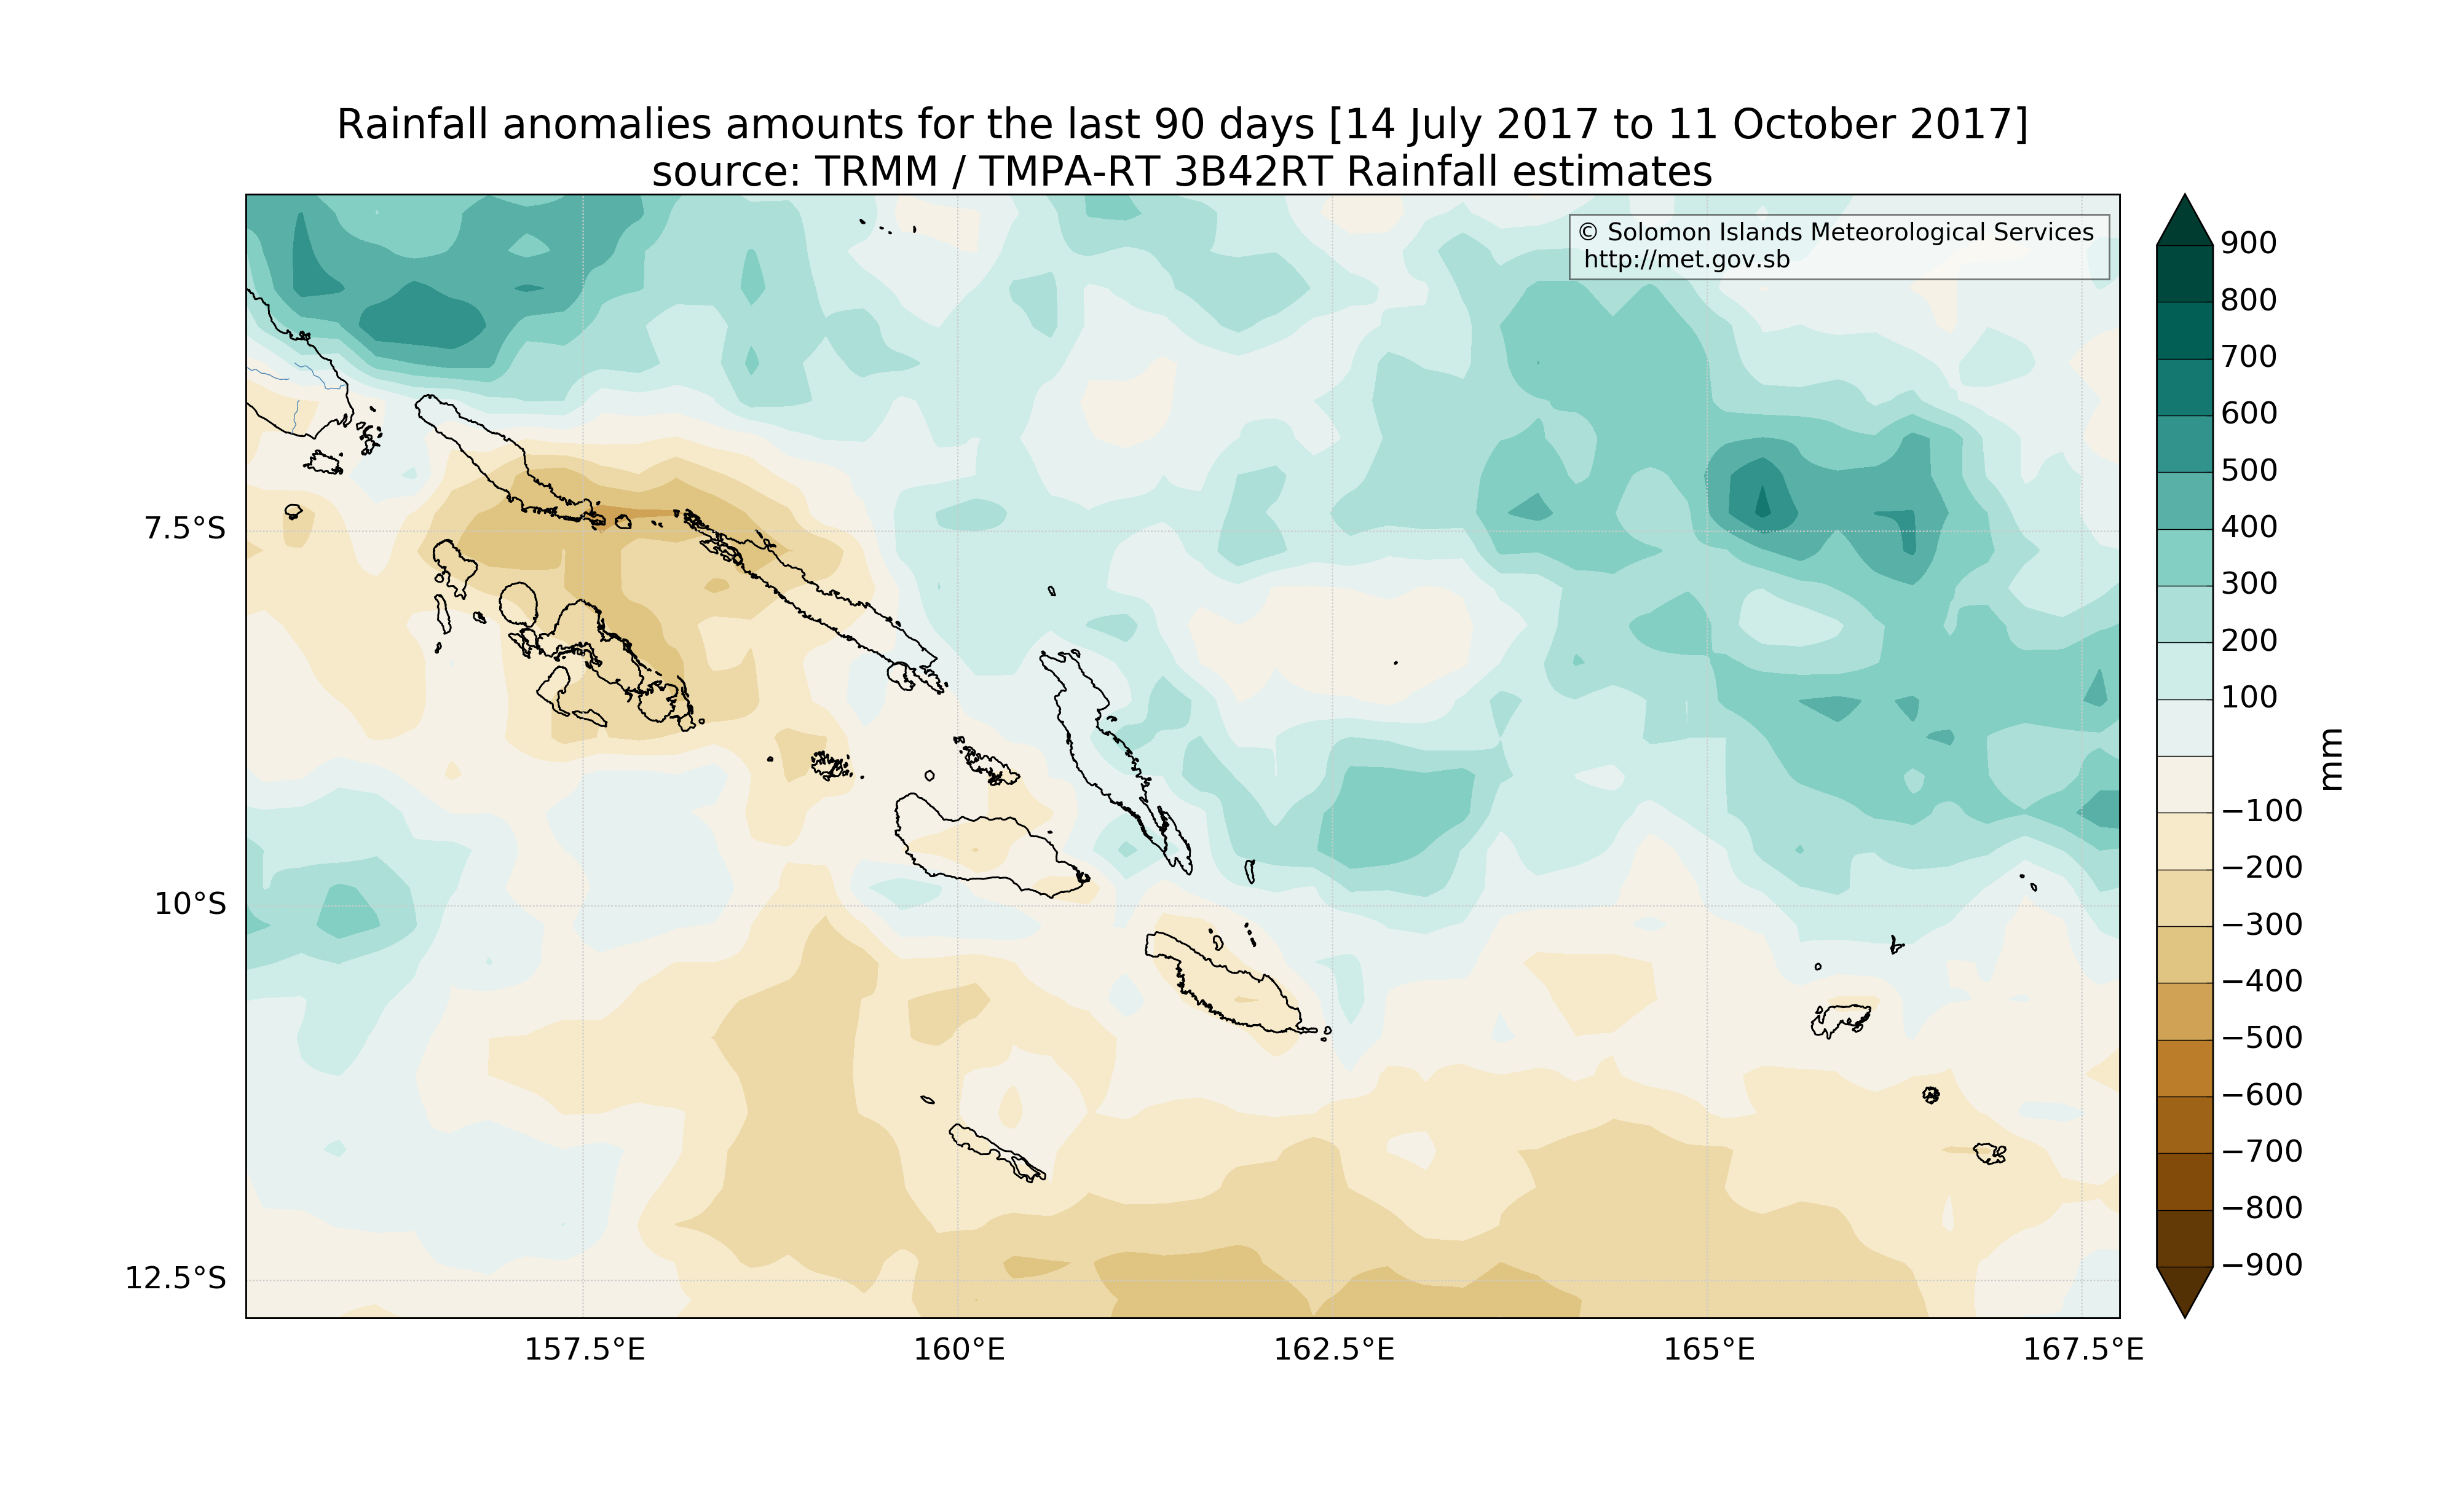 Rainfall anomalies amounts for the last 90 days [14 July 2017 to 11 October 2017]
source: TRMM / TMPA-RT 3B42RT Rainfall estimates
© Solomon Islands Meteorological Services
http://met.gov.sb
7.5°S
10°S
12.5°S
157.5°E
160°E
162.5°E
165°E
167.5°E
900
800
700
600
500
400
300
200
100
−100
−200
−300
−400
−500
−600
−700
−800
−900
mm